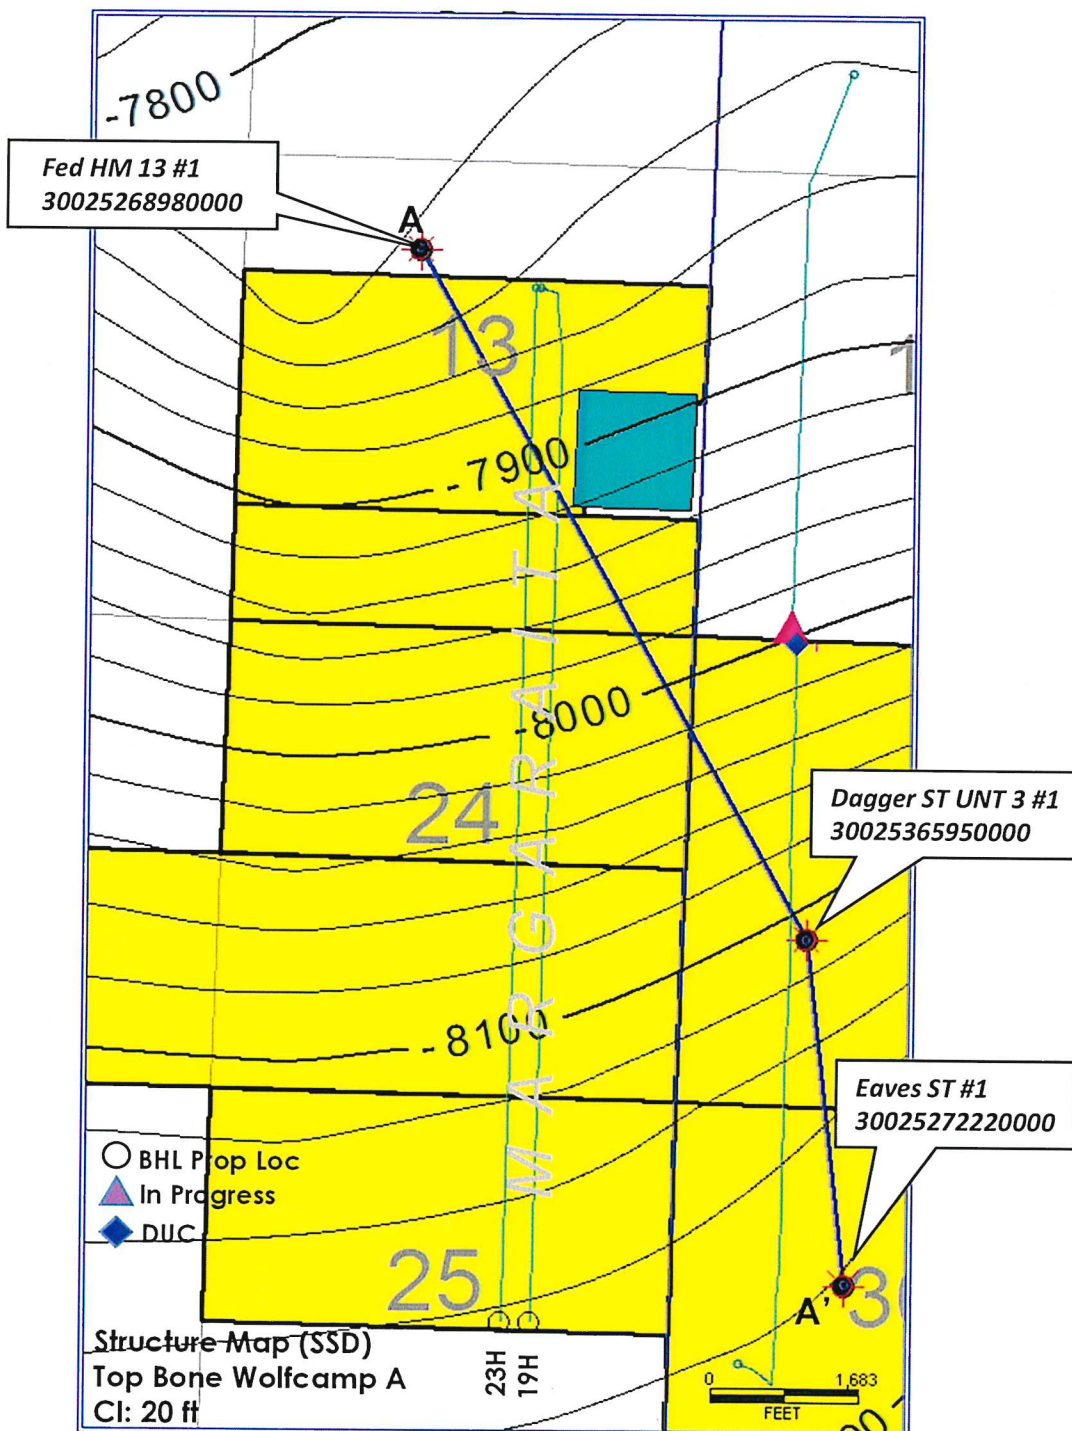 -7800
Fed HM 13 #1
30025268980000
A
13
1
-7900
-8000
MARGARAITA
24
Dagger ST UNT 3 #1
30025365950000
-8100
Eaves ST #1
30025272220000
BHL Prop Loc
In Progress
DUC
25
A'
3
Structure Map (SSD)
Top Bone Wolfcamp A
CI: 20 ft
23H
19H
0 1,683
FEET